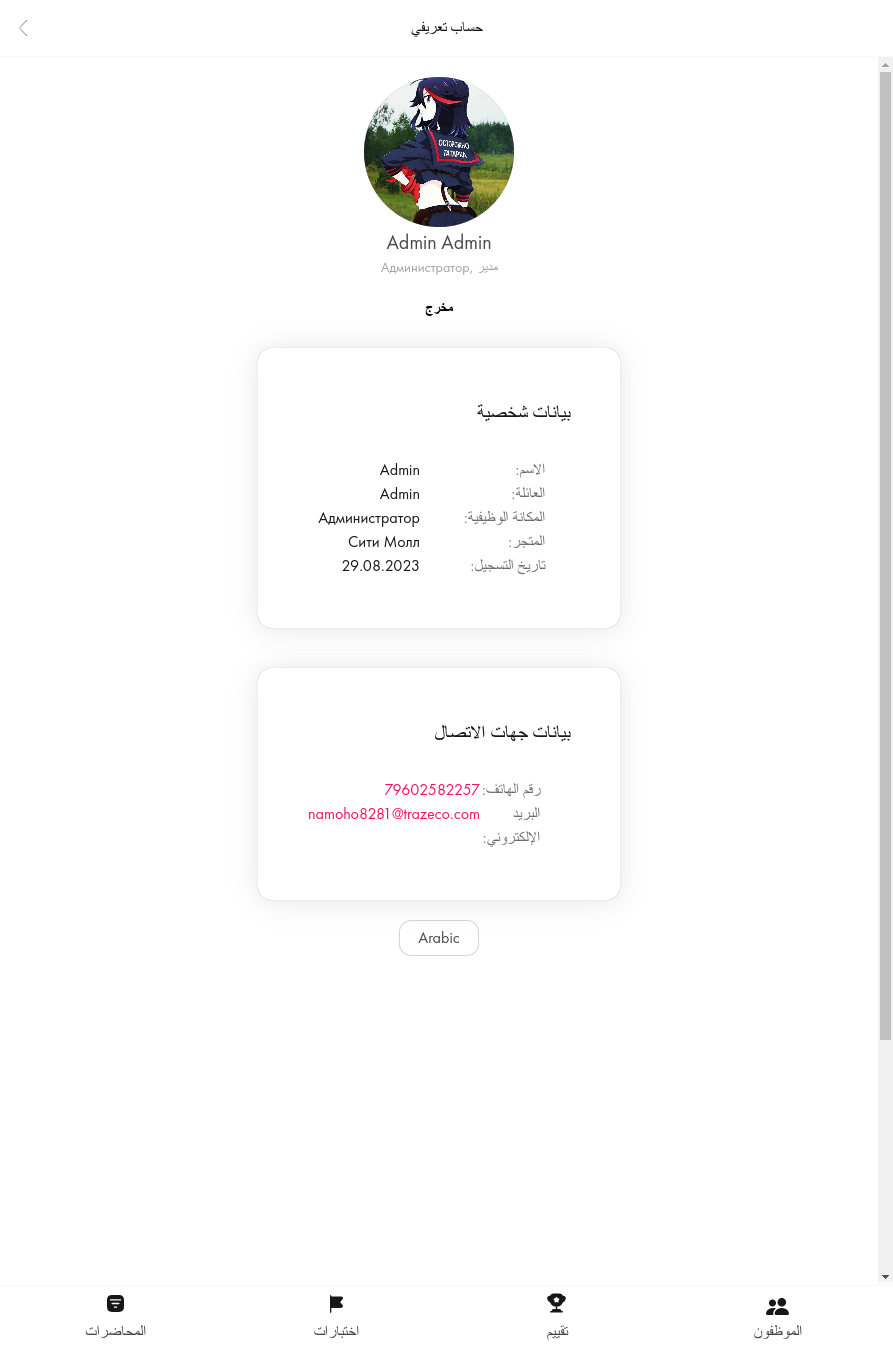 حساب تعريفي
ОСТОРОЖНО
ТАТАРКА
Admin Admin
Администратор, مدير
مخرج
بيانات شخصية
الاسم: Admin
العائلة: Admin
المكانة الوظيفية: Администратор
المتجر: Сити Молл
تاريخ التسجيل: 29.08.2023
بيانات جهات الاتصال
رقم الهاتف: 79602582257
البريد namoho8281@trazeco.com
الإلكتروني:
Arabic
الموظفون
تقييم
اختبارات
المحاضرات